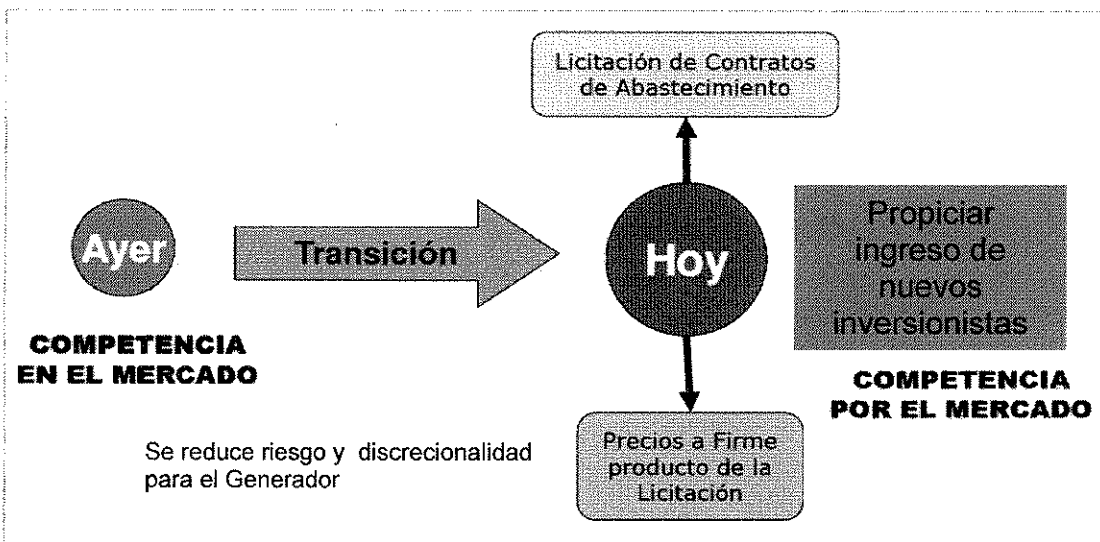 Licitación de Contratos
de Abastecimiento
Ayer
Transición
Hoy
Propiciar
ingreso de
nuevos
inversionistas
COMPETENCIA
EN EL MERCADO
COMPETENCIA
POR EL MERCADO
Se reduce riesgo y discrecionalidad
para el Generador
Precios a Firme
producto de la
Licitación